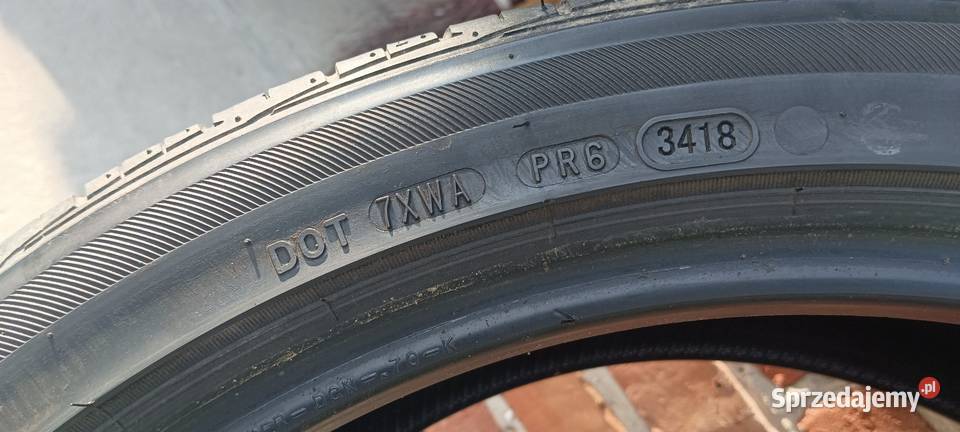 DOT 7XWA PR6 3418
Sprzedajemy.pl